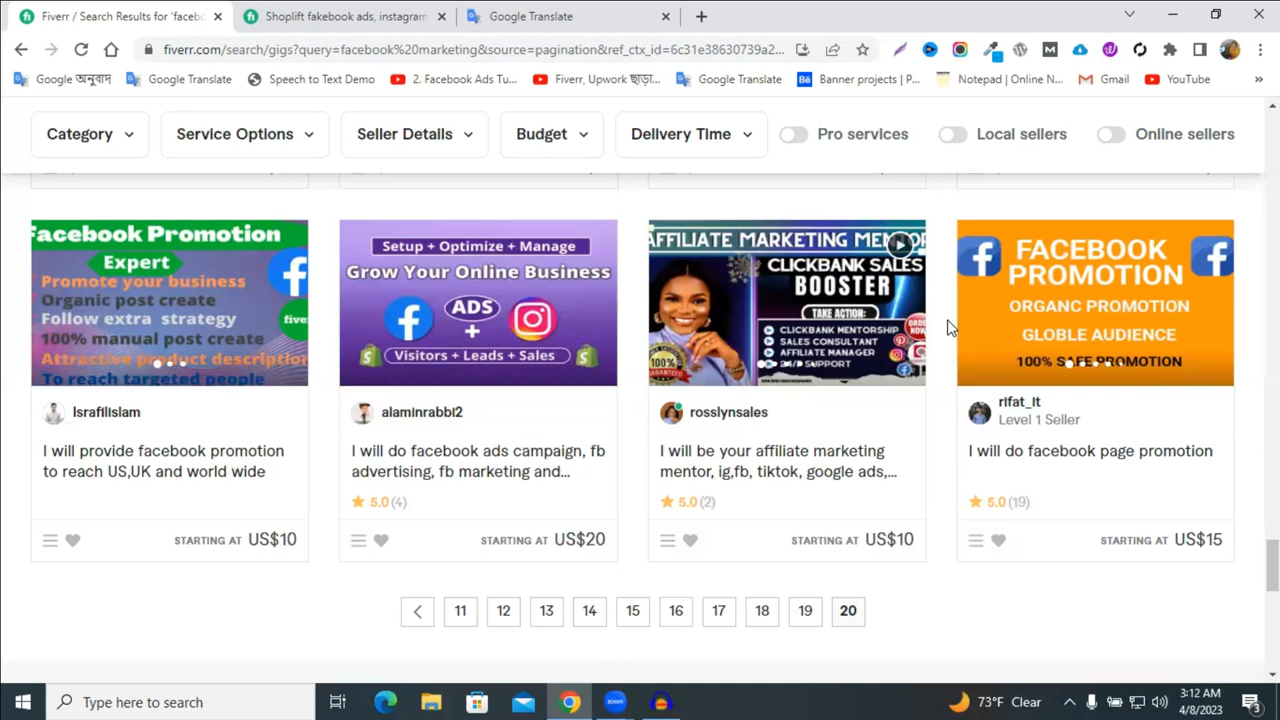 Fiverr / Search Results for 'faceb
Shoplift fakebook ads, instagram
Google Translate
fiverr.com/search/gigs?query=facebook%20marketing&source=pagination&ref_ctx_id=6c31e38630739a2...
Google অনুবাদ
Google Translate
Speech to Text Demo
2. Facebook Ads Tu...
Fiverr, Upwork ছাড়া...
Google Translate
Banner projects | P...
Notepad | Online N...
Gmail
YouTube
»
Category
Service Options
Seller Details
Budget
Delivery Time
Pro services
Local sellers
Online sellers
Facebook Promotion
Expert
Promote your business
Organic post create
Follow extra strategy
100% manual post create
Attractive product description
To reach targeted people
fiver
Israfilislam
I will provide facebook promotion
to reach US,UK and world wide
STARTING AT US$10
Setup + Optimize + Manage
Grow Your Online Business
ADS
+
Visitors + Leads + Sales
alaminrabbi2
I will do facebook ads campaign, fb
advertising, fb marketing and...
5.0 (4)
STARTING AT US$20
AFFILIATE MARKETING MENTOR
CLICKBANK SALES
BOOSTER
TAKE ACTION:
CLICKBANK MENTORSHIP
SALES CONSULTANT
AFFILIATE MANAGER
24/7 SUPPORT
100%
rosslynsales
I will be your affiliate marketing
mentor, ig,fb, tiktok, google ads,...
5.0 (2)
STARTING AT US$10
FACEBOOK
PROMOTION
ORGANC PROMOTION
GLOBLE AUDIENCE
100% SAFE PROMOTION
rifat_it
Level 1 Seller
I will do facebook page promotion
5.0 (19)
STARTING AT US$15
11 12 13 14 15 16 17 18 19 20
Type here to search
73°F Clear
3:12 AM
4/8/2023
3